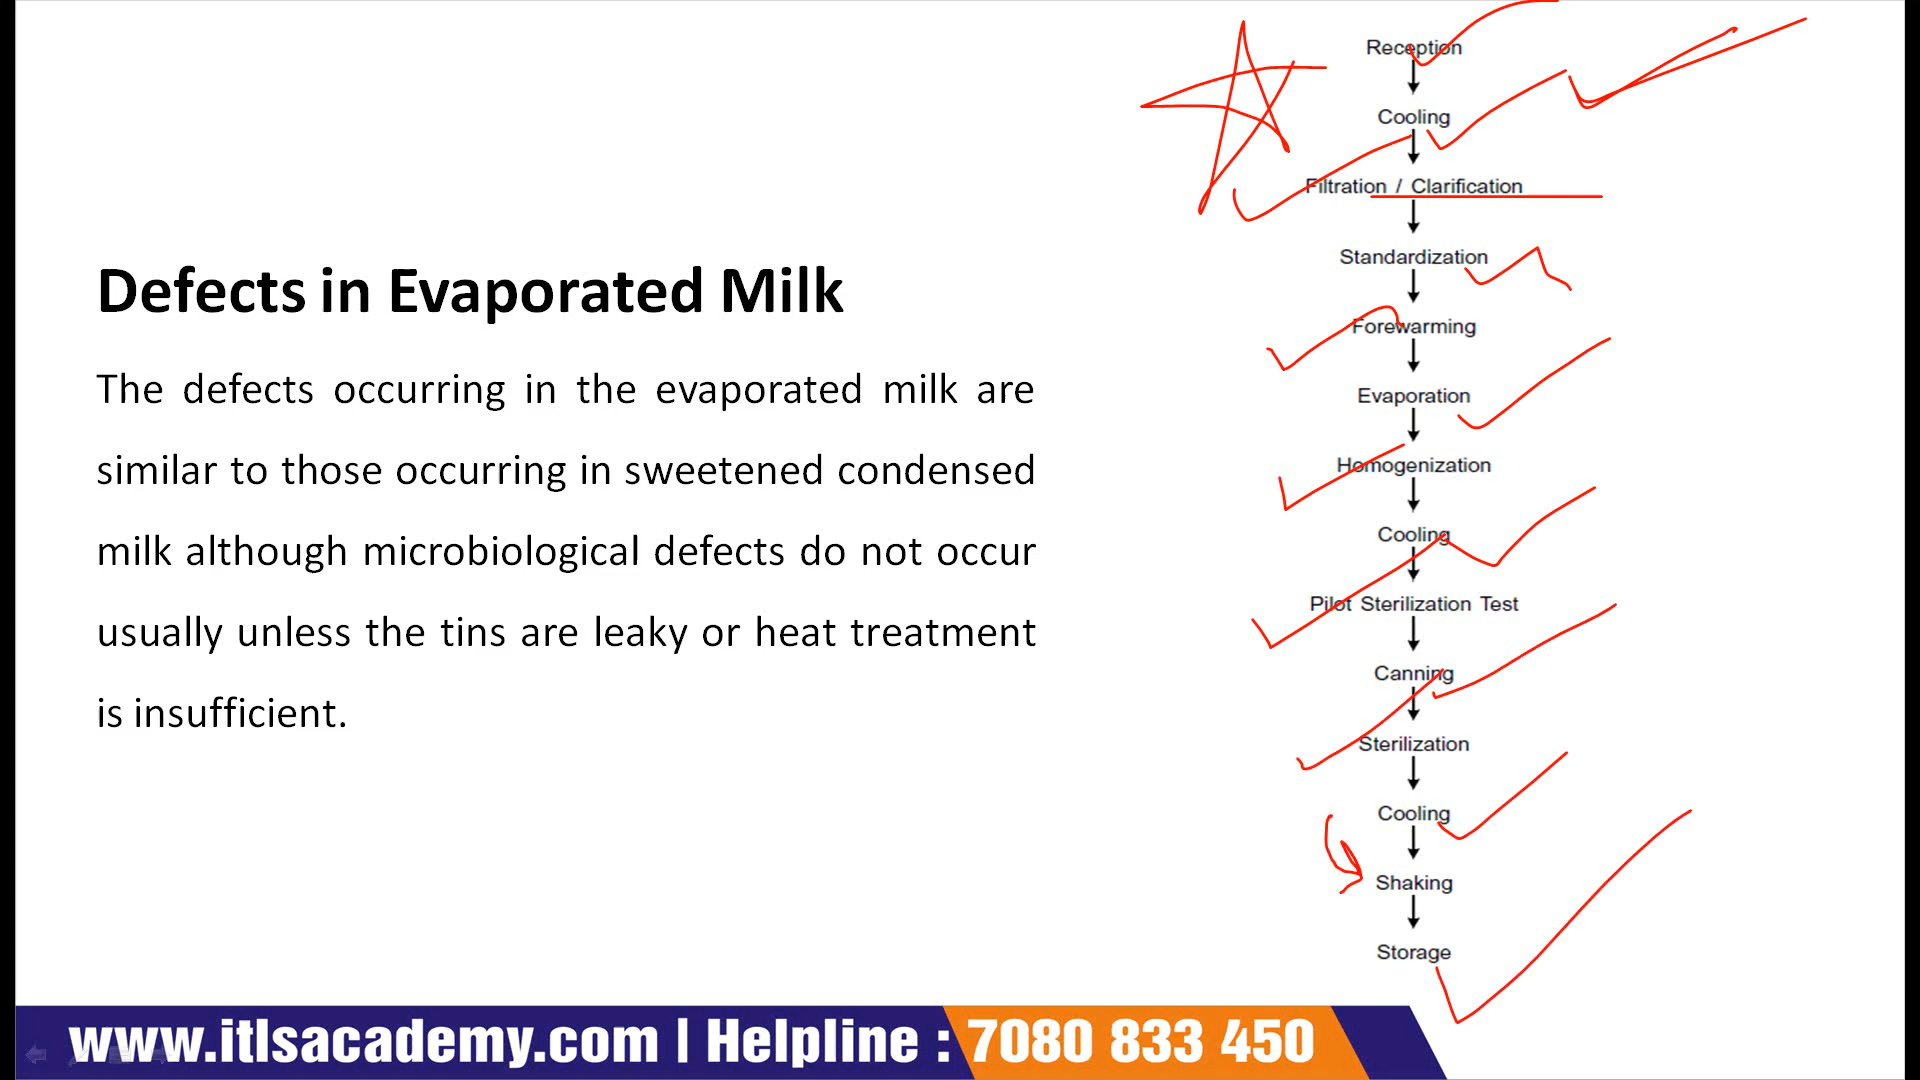 Defects in Evaporated Milk
The defects occurring in the evaporated milk are
similar to those occurring in sweetened condensed
milk although microbiological defects do not occur
usually unless the tins are leaky or heat treatment
is insufficient.
Reception
Cooling
Filtration / Clarification
Standardization
Forewarming
Evaporation
Homogenization
Cooling
Pilot Sterilization Test
Canning
Sterilization
Cooling
Shaking
Storage
www.itlsacademy.com | Helpline : 7080 833 450